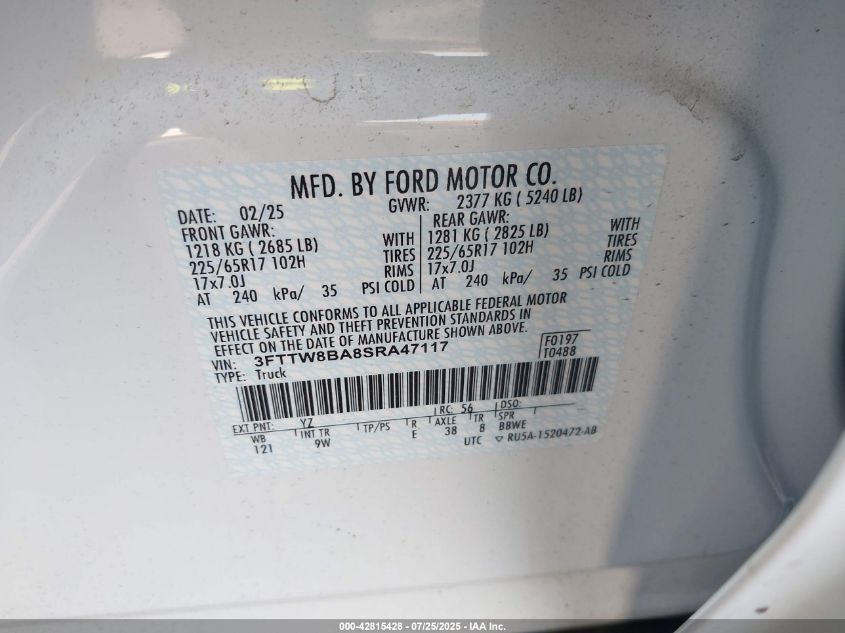 MFD. BY FORD MOTOR CO.
DATE: 02/25 GVWR: 2377 KG ( 5240 LB)
FRONT GAWR: REAR GAWR:
1218 KG ( 2685 LB) WITH 1281 KG ( 2825 LB) WITH
225/65R17 102H TIRES 225/65R17 102H TIRES
17x7.0J RIMS 17x7.0J RIMS
AT 240 kPa/ 35 PSI COLD AT 240 kPa/ 35 PSI COLD
THIS VEHICLE CONFORMS TO ALL APPLICABLE FEDERAL MOTOR
VEHICLE SAFETY AND THEFT PREVENTION STANDARDS IN
EFFECT ON THE DATE OF MANUFACTURE SHOWN ABOVE.
VIN: 3FTTW8BA8SRA47117 F0197
TYPE: Truck T0488
EXT PNT: YZ RC: 56 DSO:
WB INT TR TP/PS R AXLE TR SPR
121 9W E 38 8 BBWE
UTC RU5A-1520472-AB
000-42815428 - 07/25/2025 - IAA Inc.